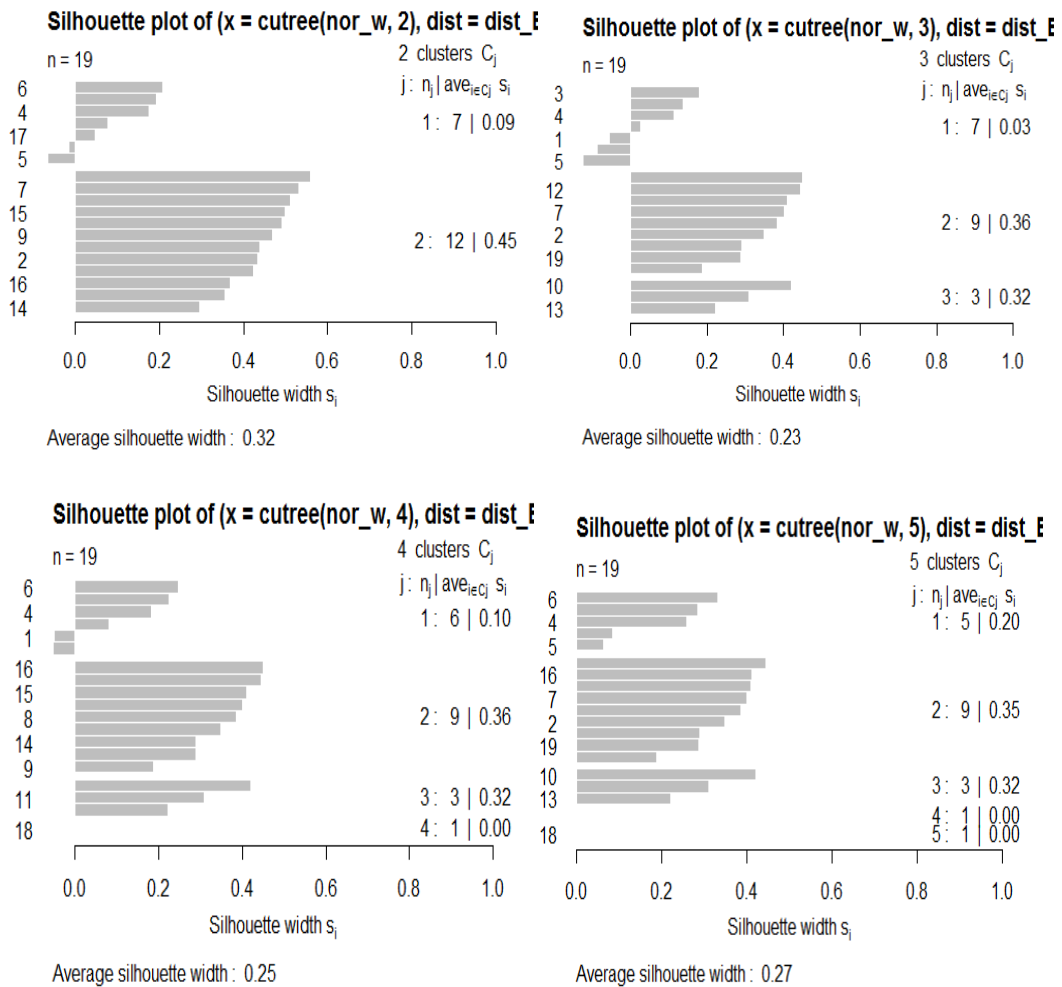 Silhouette plot of (x = cutree(nor_w, 2), dist = dist_E
n = 19
2 clusters Cj
j : nj | avei∈Cj si
6
4
17
5
1 : 7 | 0.09
7
15
9
2
16
14
2 : 12 | 0.45
0.0 0.2 0.4 0.6 0.8 1.0
Silhouette width si
Average silhouette width : 0.32
Silhouette plot of (x = cutree(nor_w, 3), dist = dist_E
n = 19
3 clusters Cj
j : nj | avei∈Cj si
3
4
1
5
1 : 7 | 0.03
12
7
2
19
2 : 9 | 0.36
10
13
3 : 3 | 0.32
0.0 0.2 0.4 0.6 0.8 1.0
Silhouette width si
Average silhouette width : 0.23
Silhouette plot of (x = cutree(nor_w, 4), dist = dist_E
n = 19
4 clusters Cj
j : nj | avei∈Cj si
6
4
1
1 : 6 | 0.10
16
15
8
14
9
2 : 9 | 0.36
11
3 : 3 | 0.32
18
4 : 1 | 0.00
0.0 0.2 0.4 0.6 0.8 1.0
Silhouette width si
Average silhouette width : 0.25
Silhouette plot of (x = cutree(nor_w, 5), dist = dist_E
n = 19
5 clusters Cj
j : nj | avei∈Cj si
6
4
5
1 : 5 | 0.20
16
7
2
19
2 : 9 | 0.35
10
13
3 : 3 | 0.32
4 : 1 | 0.00
18
5 : 1 | 0.00
0.0 0.2 0.4 0.6 0.8 1.0
Silhouette width si
Average silhouette width : 0.27